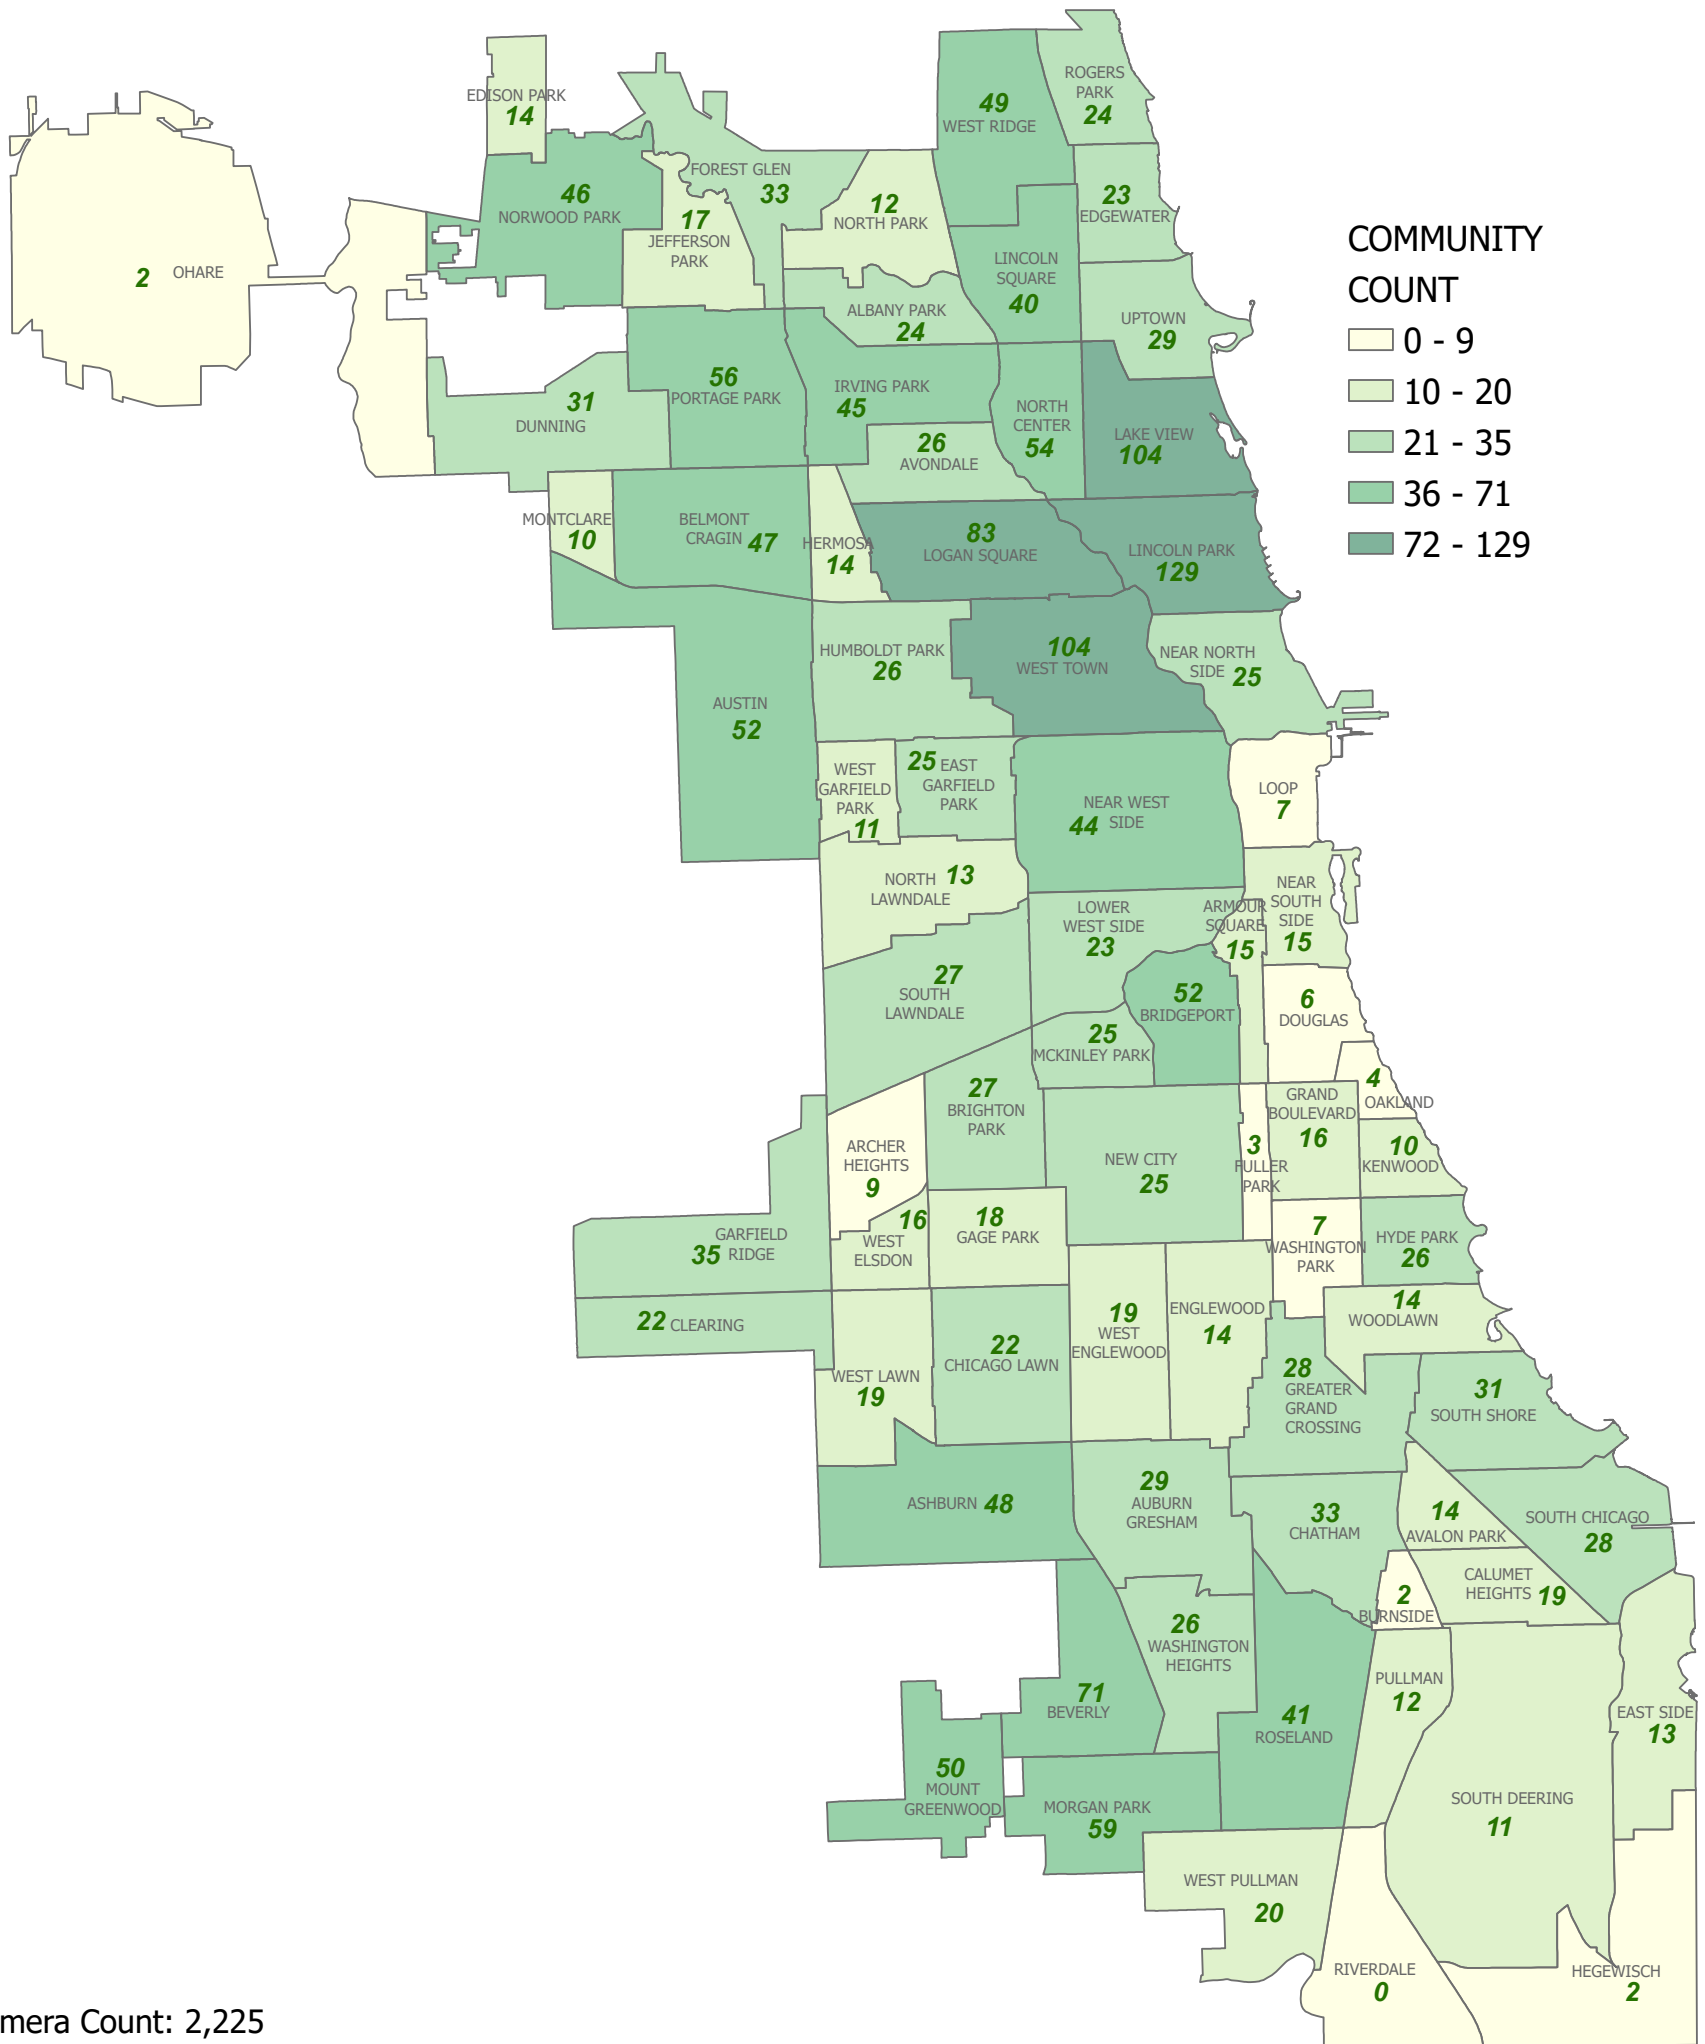 ROGERS
PARK
24
49
WEST RIDGE
EDISON PARK
14
FOREST GLEN
33
46
NORWOOD PARK
17
JEFFERSON
PARK
12
NORTH PARK
23
EDGEWATER
2 OHARE
LINCOLN
SQUARE
40
ALBANY PARK
24
UPTOWN
29
COMMUNITY
COUNT
0 - 9
10 - 20
21 - 35
36 - 71
72 - 129
56
PORTAGE PARK
IRVING PARK
45
31
DUNNING
NORTH
CENTER
54
LAKE VIEW
104
26
AVONDALE
MONTCLARE
10
BELMONT
CRAGIN 47
HERMOSA
14
83
LOGAN SQUARE
LINCOLN PARK
129
HUMBOLDT PARK
26
104
WEST TOWN
NEAR NORTH
SIDE 25
AUSTIN
52
WEST
GARFIELD
PARK
11
25 EAST
GARFIELD
PARK
NEAR WEST
44 SIDE
LOOP
7
NORTH 13
LAWNDALE
LOWER
WEST SIDE
23
ARMOUR
SQUARE
15
NEAR
SOUTH
SIDE
15
27
SOUTH
LAWNDALE
52
BRIDGEPORT
6
DOUGLAS
25
MCKINLEY PARK
4
OAKLAND
27
BRIGHTON
PARK
GRAND
BOULEVARD
16
ARCHER
HEIGHTS
9
NEW CITY
25
3
FULLER
PARK
10
KENWOOD
GARFIELD
35 RIDGE
16
WEST
ELSDON
18
GAGE PARK
7
WASHINGTON
PARK
HYDE PARK
26
22 CLEARING
19
WEST
ENGLEWOOD
ENGLEWOOD
14
14
WOODLAWN
WEST LAWN
19
22
CHICAGO LAWN
28
GREATER
GRAND
CROSSING
31
SOUTH SHORE
ASHBURN 48
29
AUBURN
GRESHAM
33
CHATHAM
14
AVALON PARK
SOUTH CHICAGO
28
2
BURNSIDE
CALUMET
HEIGHTS 19
26
WASHINGTON
HEIGHTS
71
BEVERLY
41
ROSELAND
PULLMAN
12
EAST SIDE
13
50
MOUNT
GREENWOOD
MORGAN PARK
59
SOUTH DEERING
11
WEST PULLMAN
20
RIVERDALE
0
HEGEWISCH
2
mera Count: 2,225